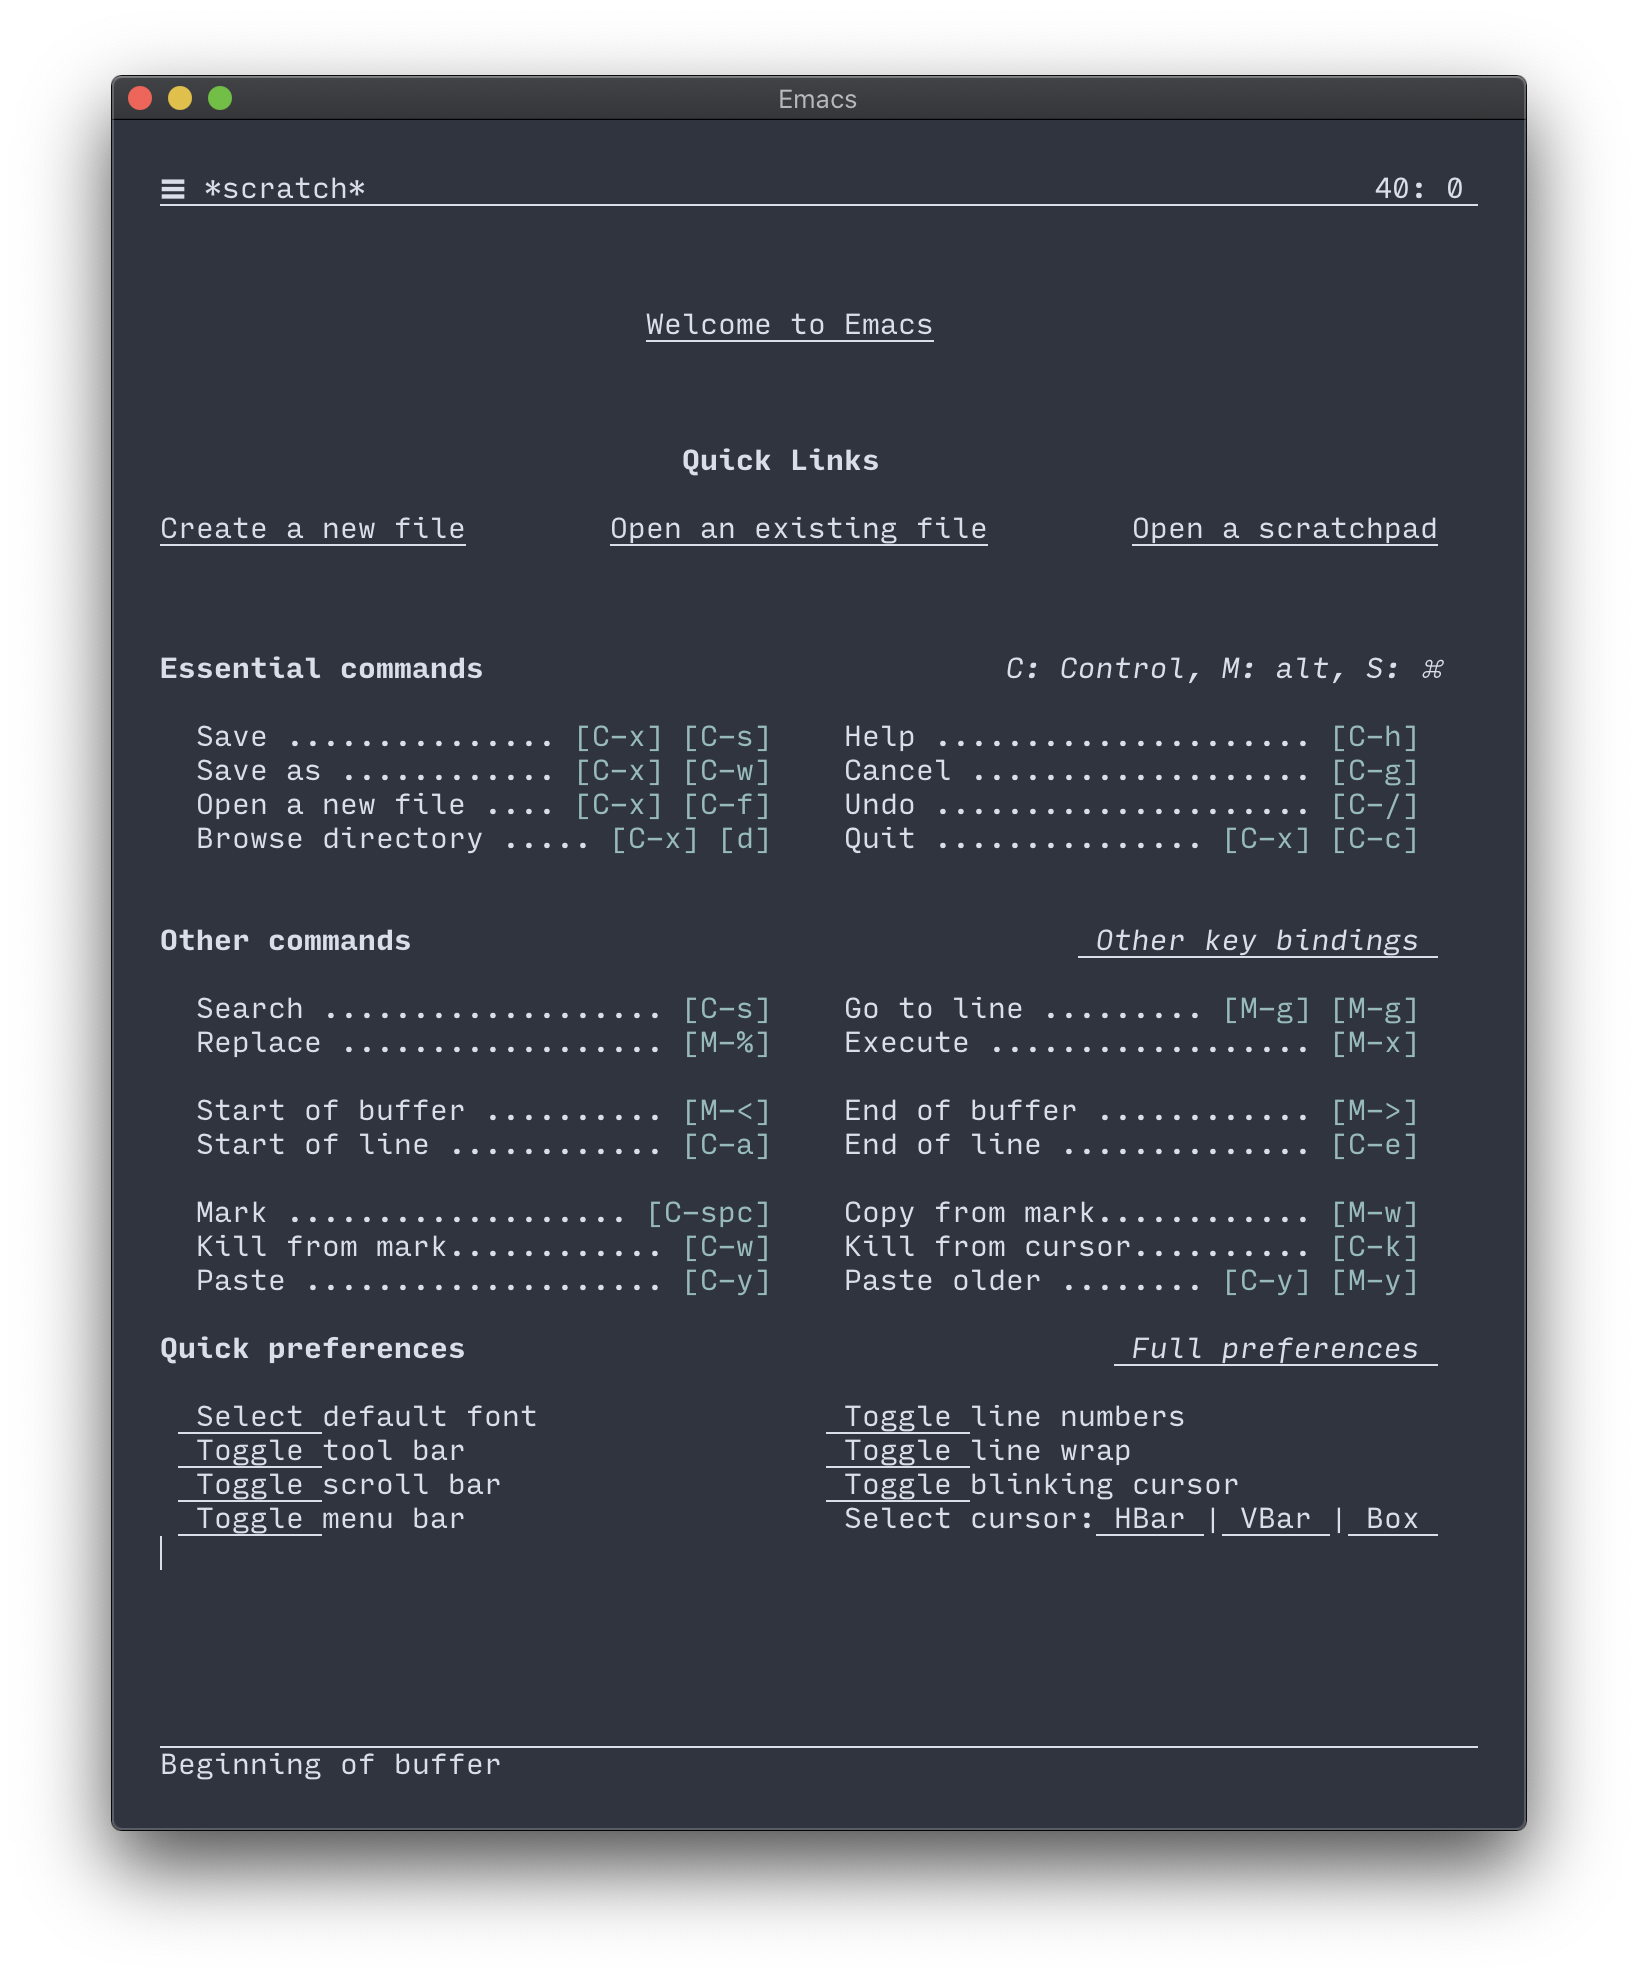 Emacs
☰ *scratch* 40: 0
Welcome to Emacs
Quick Links
Create a new file Open an existing file Open a scratchpad
Essential commands C: Control, M: alt, S: ⌘
Save ............... [C-x] [C-s] Help ..................... [C-h]
Save as ............ [C-x] [C-w] Cancel ................... [C-g]
Open a new file .... [C-x] [C-f] Undo ..................... [C-/]
Browse directory ..... [C-x] [d] Quit ............... [C-x] [C-c]
Other commands Other key bindings
Search ................... [C-s] Go to line ......... [M-g] [M-g]
Replace .................. [M-%] Execute .................. [M-x]
Start of buffer .......... [M-<] End of buffer ............ [M->]
Start of line ............ [C-a] End of line .............. [C-e]
Mark ................... [C-spc] Copy from mark............ [M-w]
Kill from mark............ [C-w] Kill from cursor.......... [C-k]
Paste .................... [C-y] Paste older ........ [C-y] [M-y]
Quick preferences Full preferences
Select default font Toggle line numbers
Toggle tool bar Toggle line wrap
Toggle scroll bar Toggle blinking cursor
Toggle menu bar Select cursor: HBar | VBar | Box
Beginning of buffer